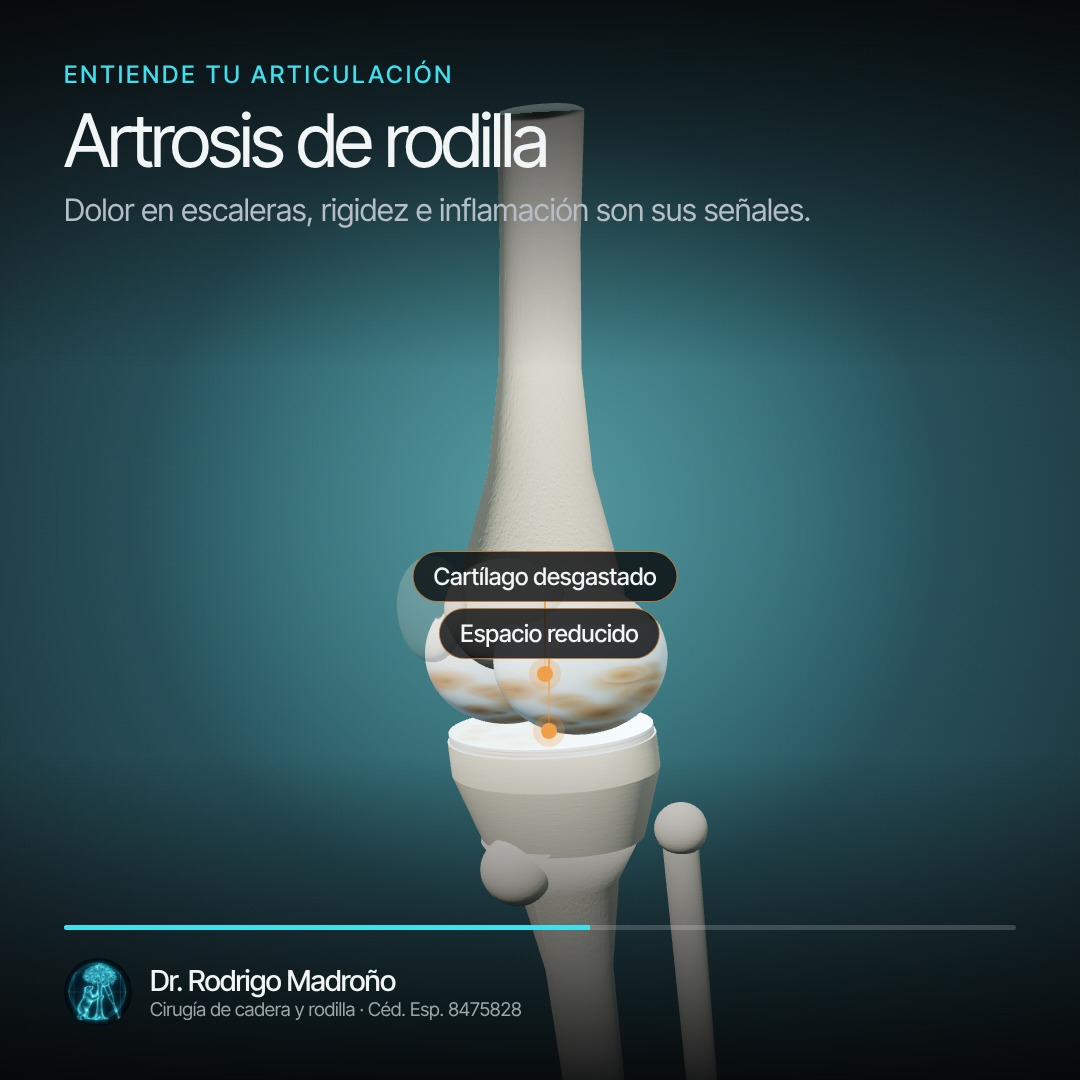 ENTIENDE TU ARTICULACIÓN
Artrosis de rodilla
Dolor en escaleras, rigidez e inflamación son sus señales.
Cartílago desgastado
Espacio reducido
Dr. Rodrigo Madroño
Cirugía de cadera y rodilla · Céd. Esp. 8475828